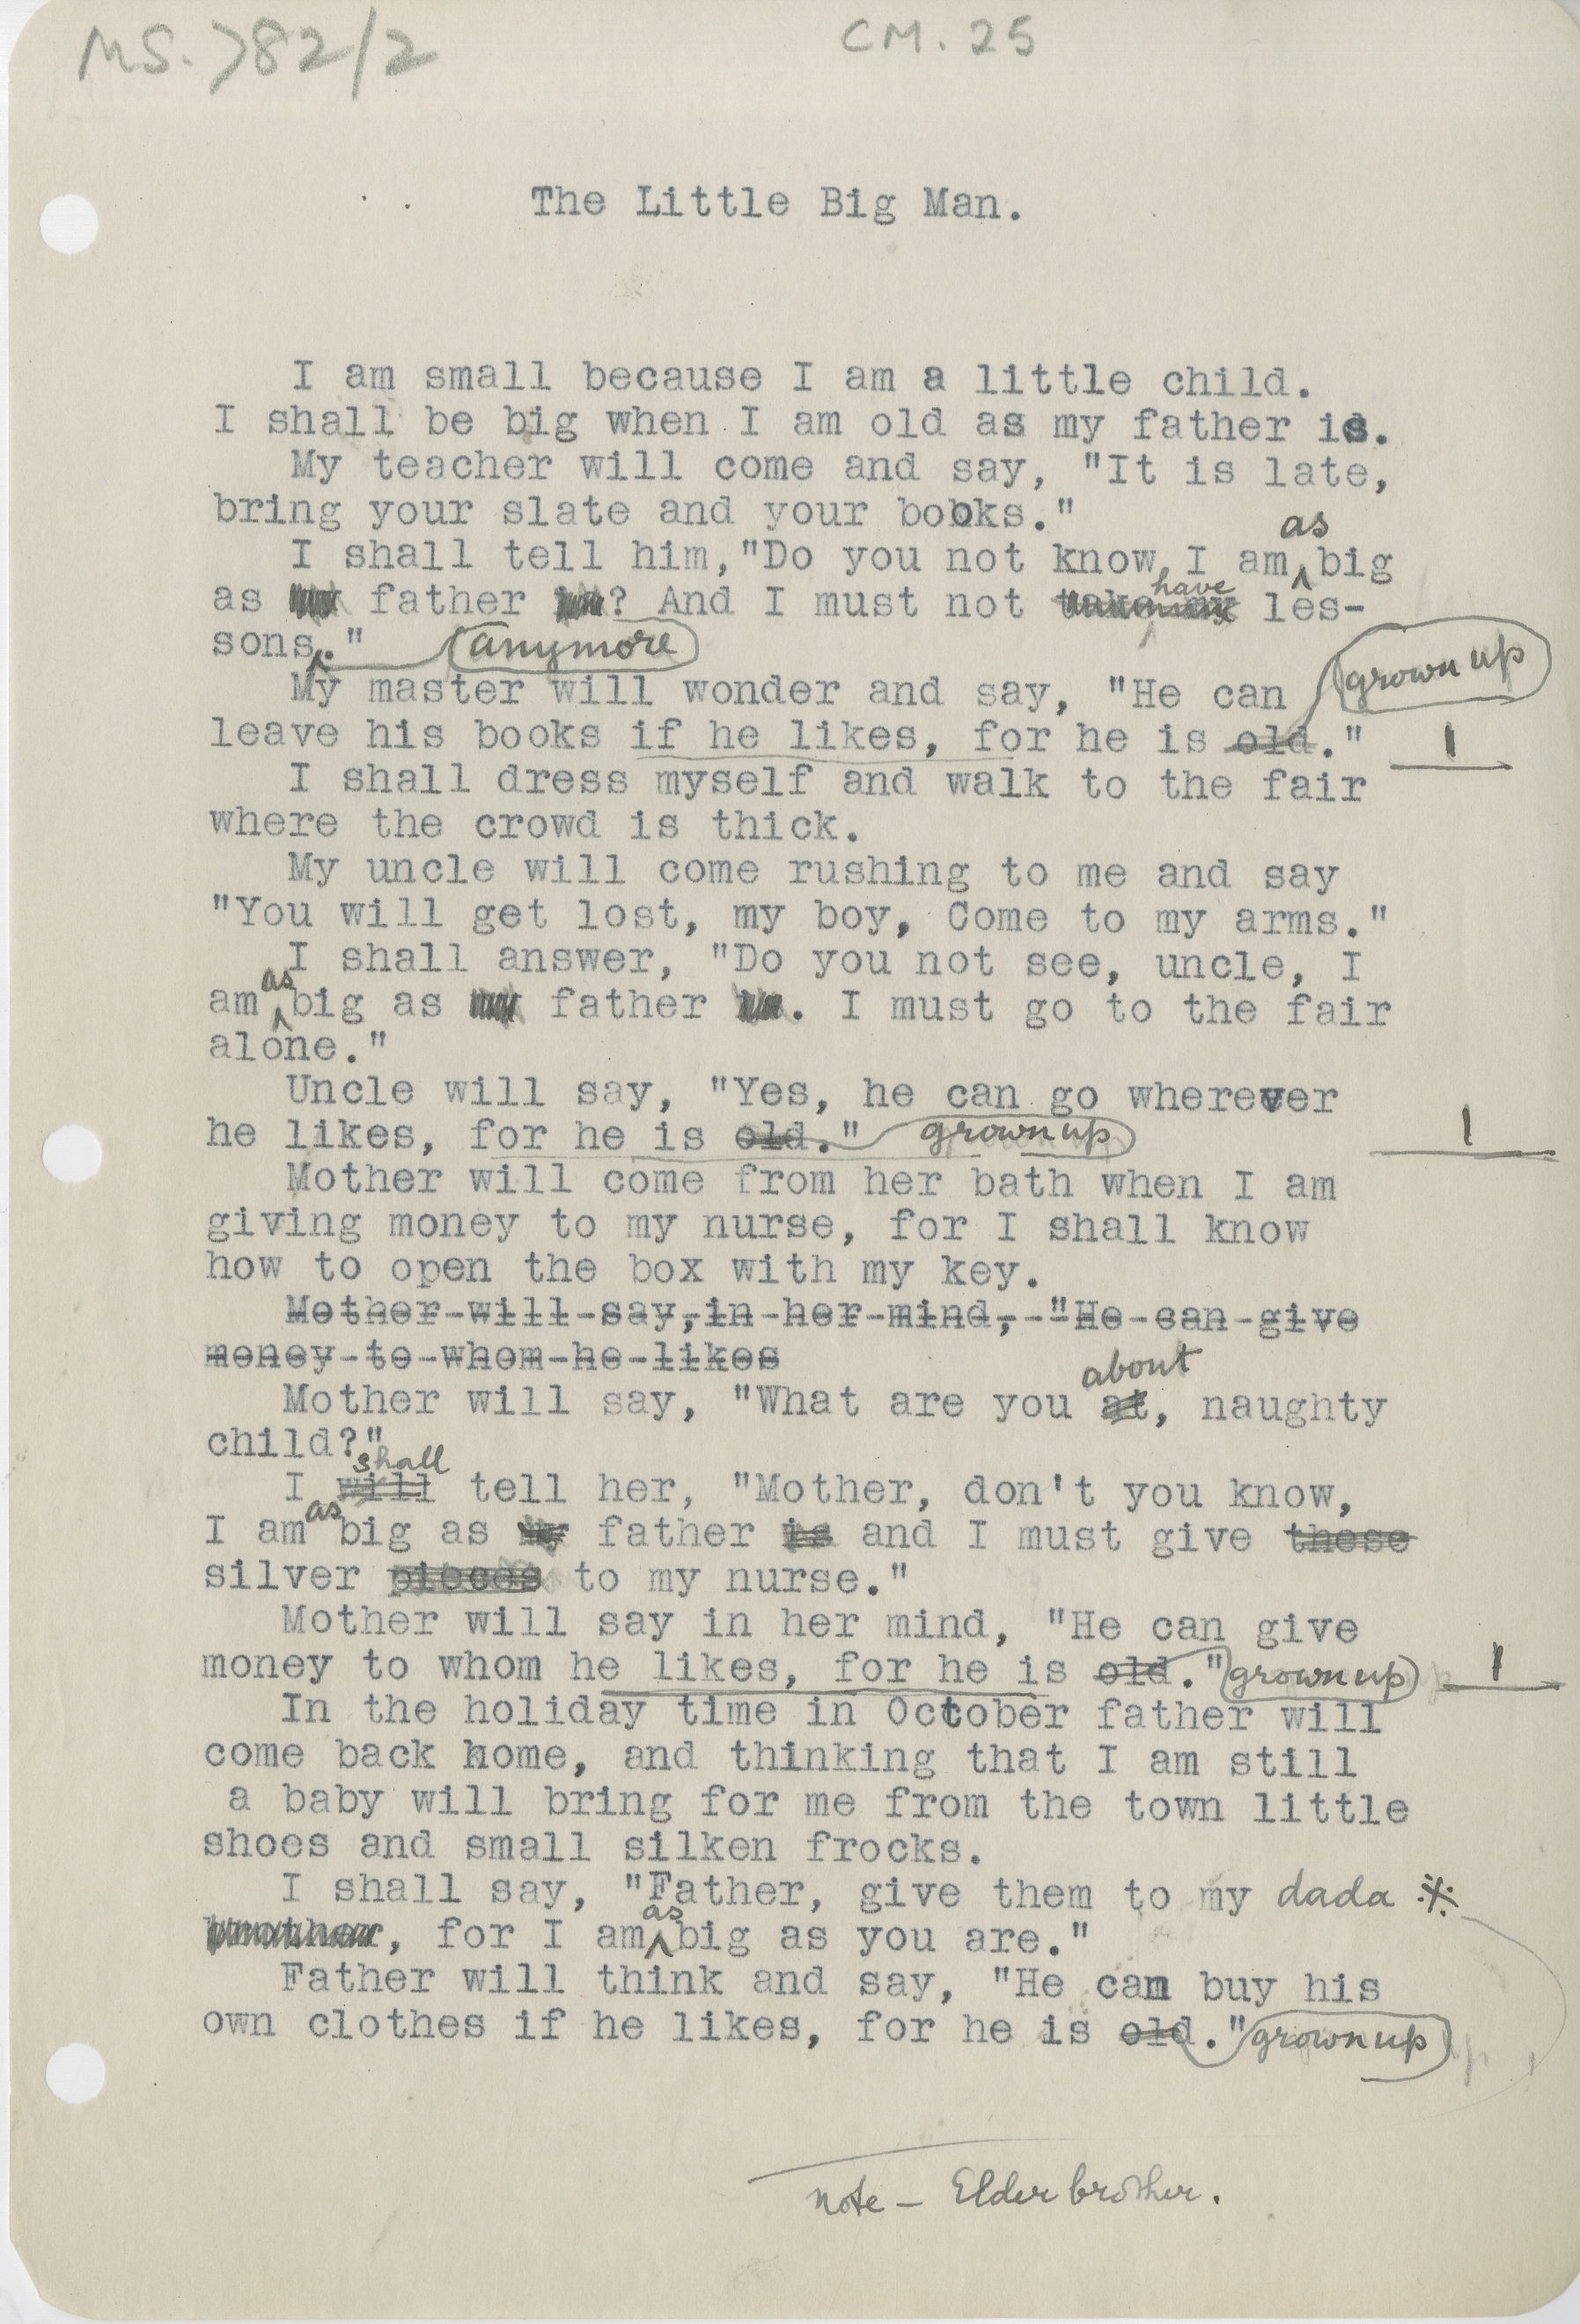 MS. 782/2
CM. 25
The Little Big Man.
I am small because I am a little child.
I shall be big when I am old as my father is.
My teacher will come and say, "It is late,
bring your slate and your books."
as
I shall tell him,"Do you not know, I am big
as my father ? And I must not have les-
sons." anymore
My master will wonder and say, "He can grown up
leave his books if he likes, for he is old." 1
I shall dress myself and walk to the fair
where the crowd is thick.
My uncle will come rushing to me and say
"You will get lost, my boy, Come to my arms."
I shall answer, "Do you not see, uncle, I
as
am big as my father . I must go to the fair
alone."
Uncle will say, "Yes, he can go wherever
he likes, for he is old." grown up 1
Mother will come from her bath when I am
giving money to my nurse, for I shall know
how to open the box with my key.
Mother will say,in her mind, "He can give
money to whom he likes
about
Mother will say, "What are you at, naughty
child?"
shall
I will tell her, "Mother, don't you know,
as
I am big as my father is and I must give these
silver pieces to my nurse."
Mother will say in her mind, "He can give
money to whom he likes, for he is old." grown up 1
In the holiday time in October father will
come back home, and thinking that I am still
a baby will bring for me from the town little
shoes and small silken frocks.
I shall say, "Father, give them to my dada ※
as
, for I am big as you are."
Father will think and say, "He can buy his
own clothes if he likes, for he is old." grown up
note — Elder brother.